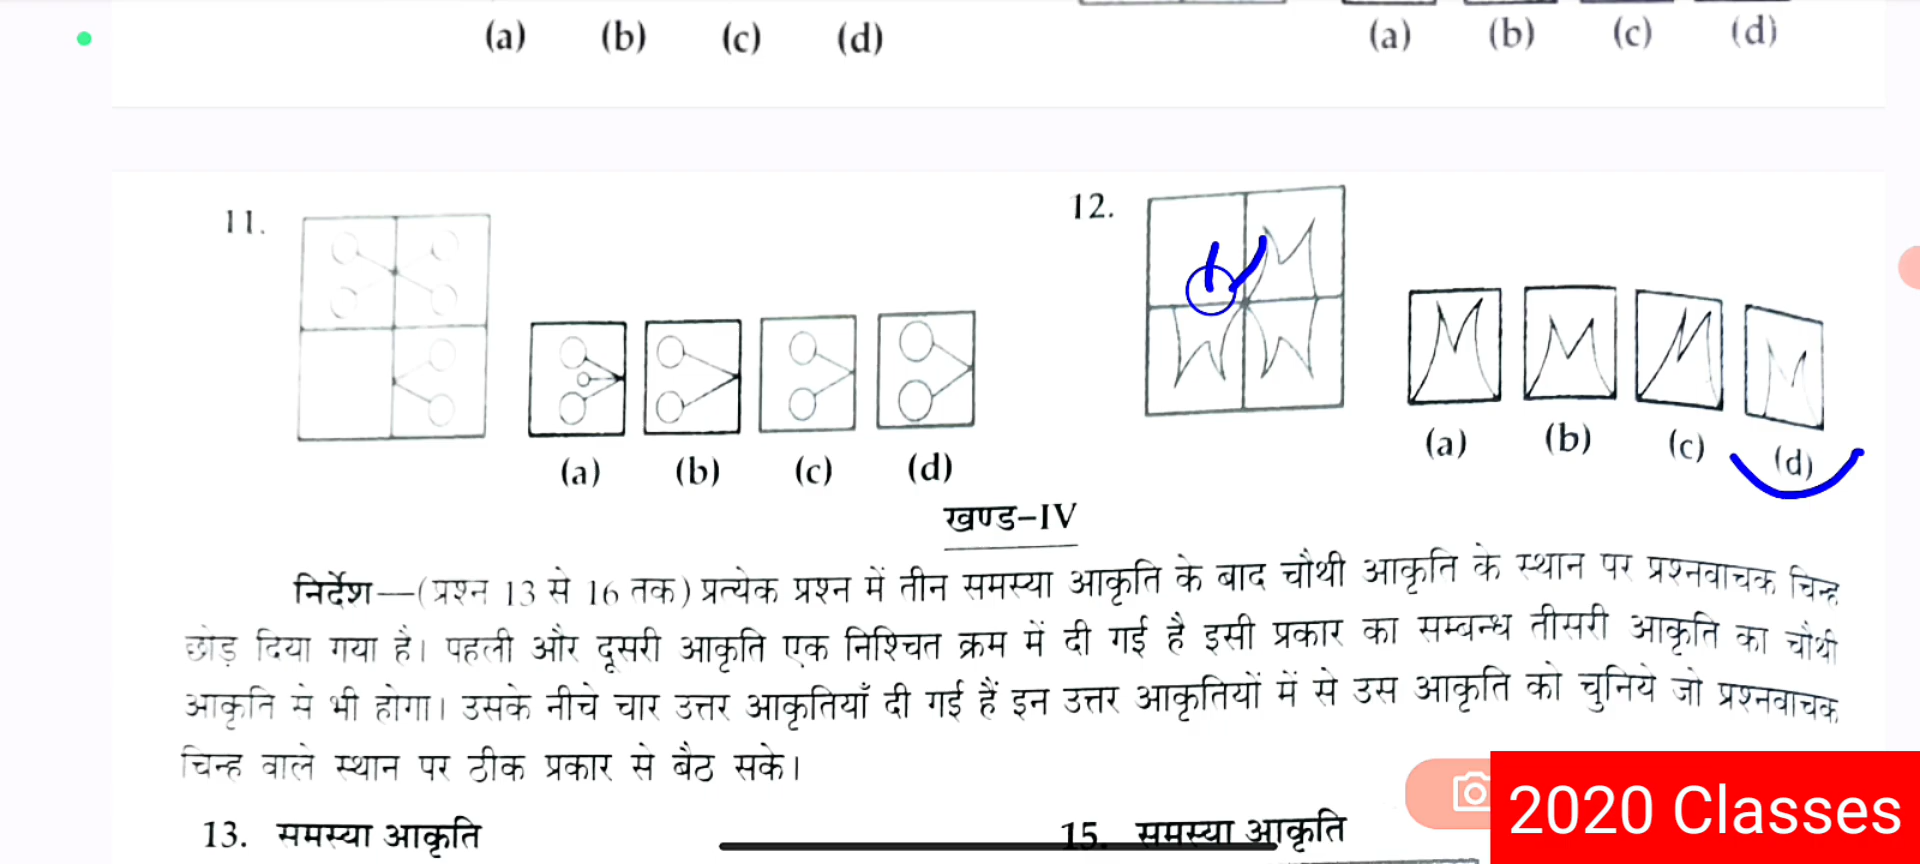 (a) (b) (c) (d) (a) (b) (c) (d)
11. 12.
(a) (b) (c) (d) (a) (b) (c) (d)
खण्ड–IV
निर्देश—(प्रश्न 13 से 16 तक) प्रत्येक प्रश्न में तीन समस्या आकृति के बाद चौथी आकृति के स्थान पर प्रश्नवाचक चिन्ह
छोड़ दिया गया है। पहली और दूसरी आकृति एक निश्चित क्रम में दी गई है इसी प्रकार का सम्बन्ध तीसरी आकृति का चौथी
आकृति से भी होगा। उसके नीचे चार उत्तर आकृतियाँ दी गई हैं इन उत्तर आकृतियों में से उस आकृति को चुनिये जो प्रश्नवाचक
चिन्ह वाले स्थान पर ठीक प्रकार से बैठ सके।
13. समस्या आकृति 15. समस्या आकृति
2020 Classes